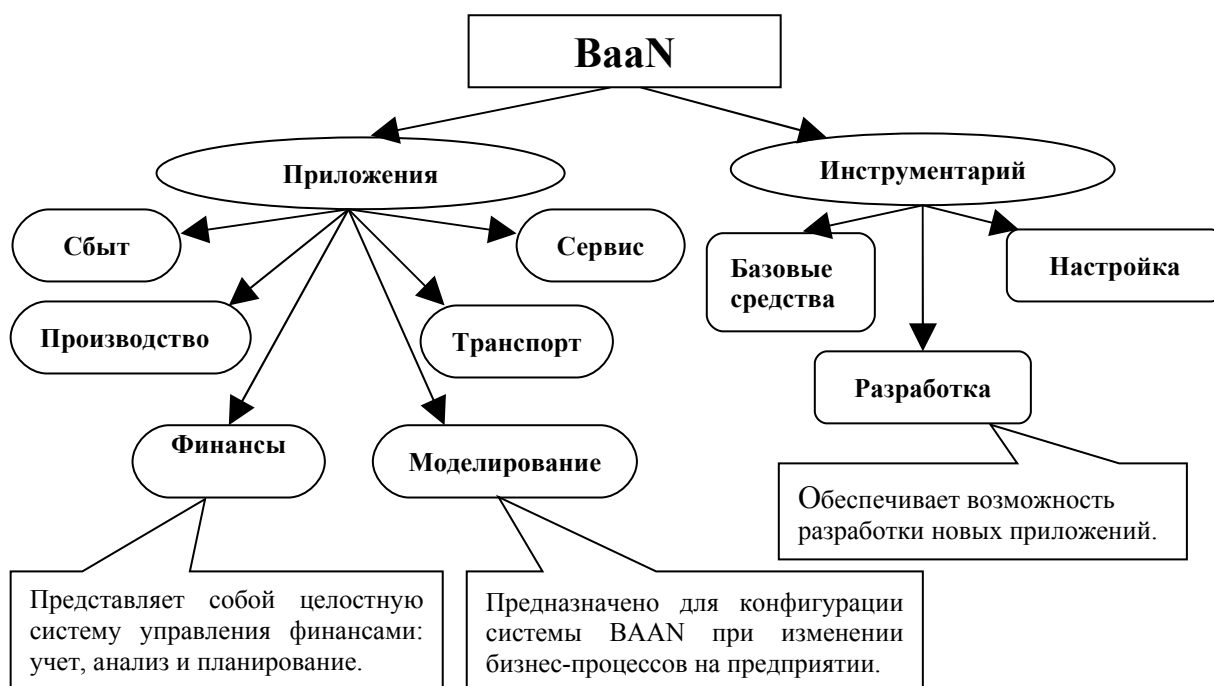 BaaN
Приложения
Инструментарий
Сбыт
Сервис
Базовые
средства
Настройка
Производство
Транспорт
Разработка
Финансы
Моделирование
Обеспечивает возможность
разработки новых приложений.
Представляет собой целостную
систему управления финансами:
учет, анализ и планирование.
Предназначено для конфигурации
системы BAAN при изменении
бизнес-процессов на предприятии.